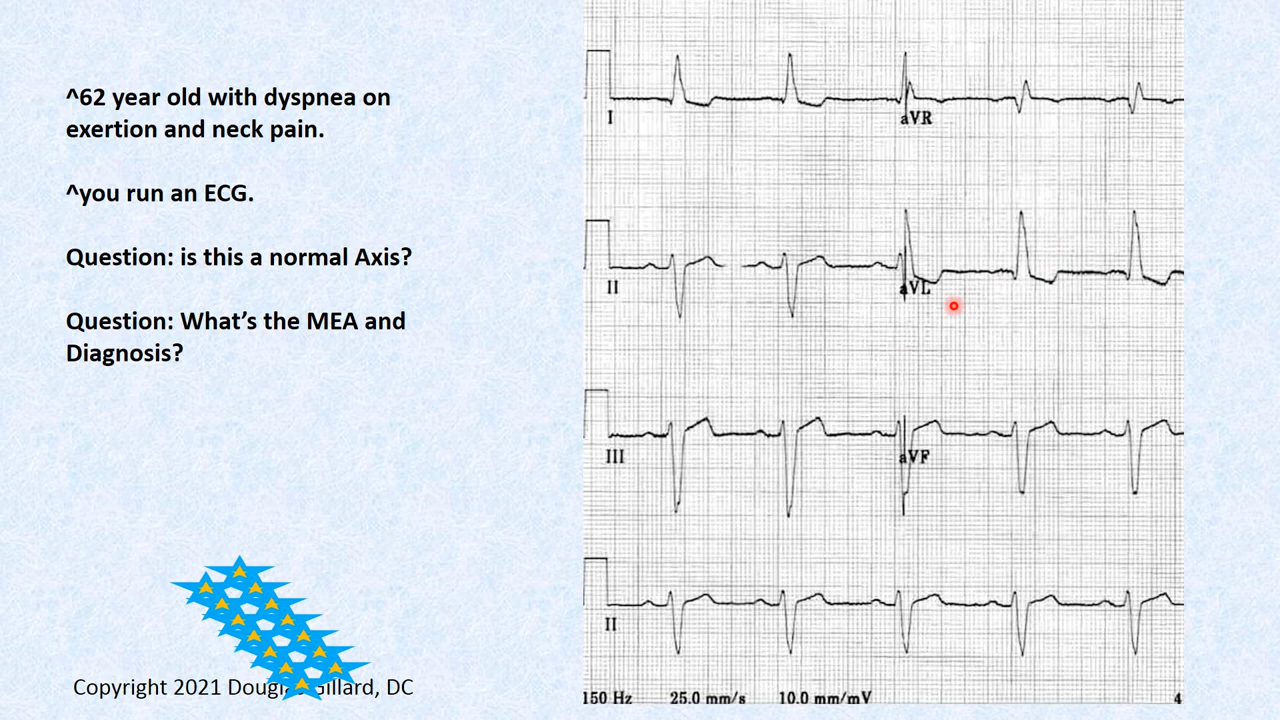 ^62 year old with dyspnea on
exertion and neck pain.
^you run an ECG.
Question: is this a normal Axis?
Question: What's the MEA and
Diagnosis?
Copyright 2021 Douglas Gillard, DC
I
aVR
II
aVL
III
aVF
II
150 Hz 25.0 mm/s 10.0 mm/mV 4